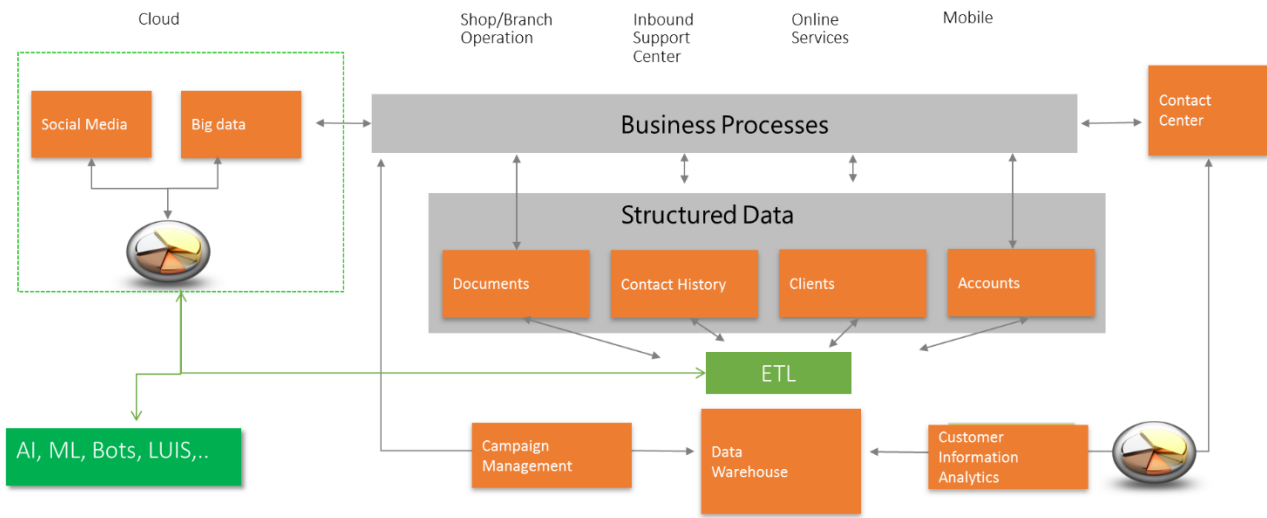 Cloud
Shop/Branch
Operation
Inbound
Support
Center
Online
Services
Mobile
Social Media
Big data
Business Processes
Contact
Center
Structured Data
Documents
Contact History
Clients
Accounts
ETL
AI, ML, Bots, LUIS,..
Campaign
Management
Data
Warehouse
Customer
Information
Analytics